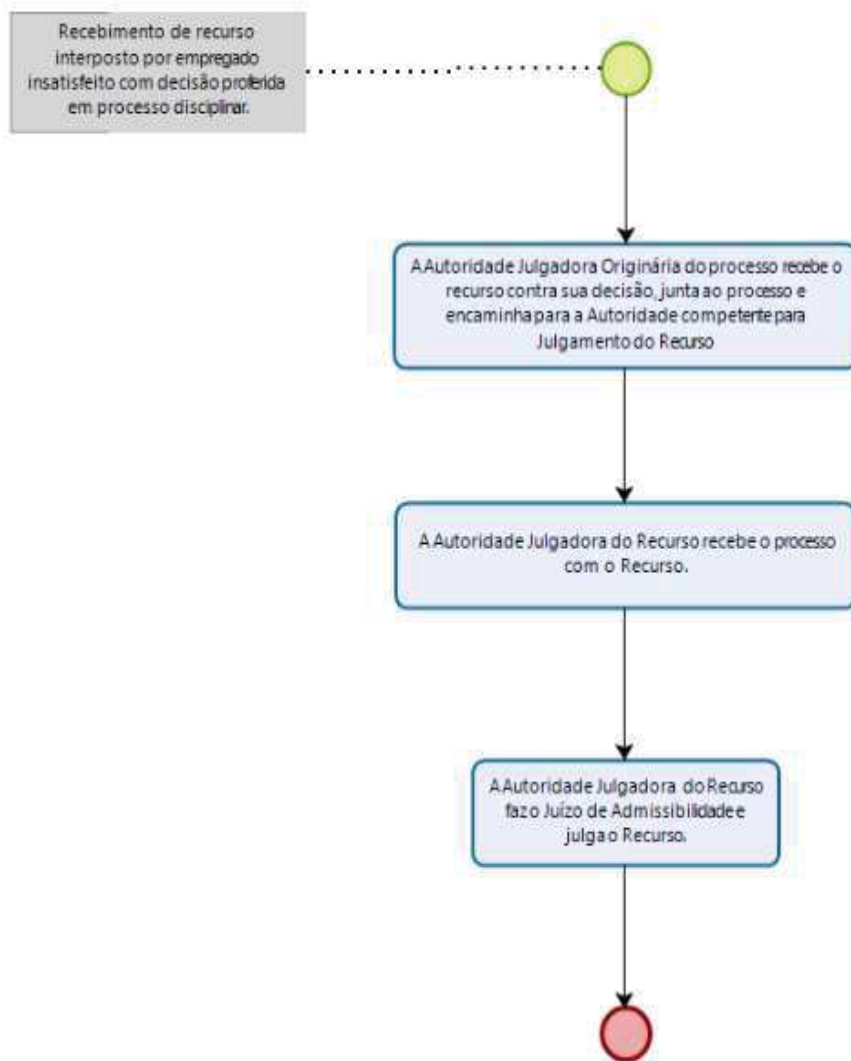 Recebimento de recurso
interposto por empregado
insatisfeito com decisão proferida
em processo disciplinar.
A Autoridade Julgadora Originária do processo recebe o
recurso contra sua decisão, junta ao processo e
encaminha para a Autoridade competente para
Julgamento do Recurso
A Autoridade Julgadora do Recurso recebe o processo
com o Recurso.
A Autoridade Julgadora do Recurso
faz o Juízo de Admissibilidade e
julga o Recurso.